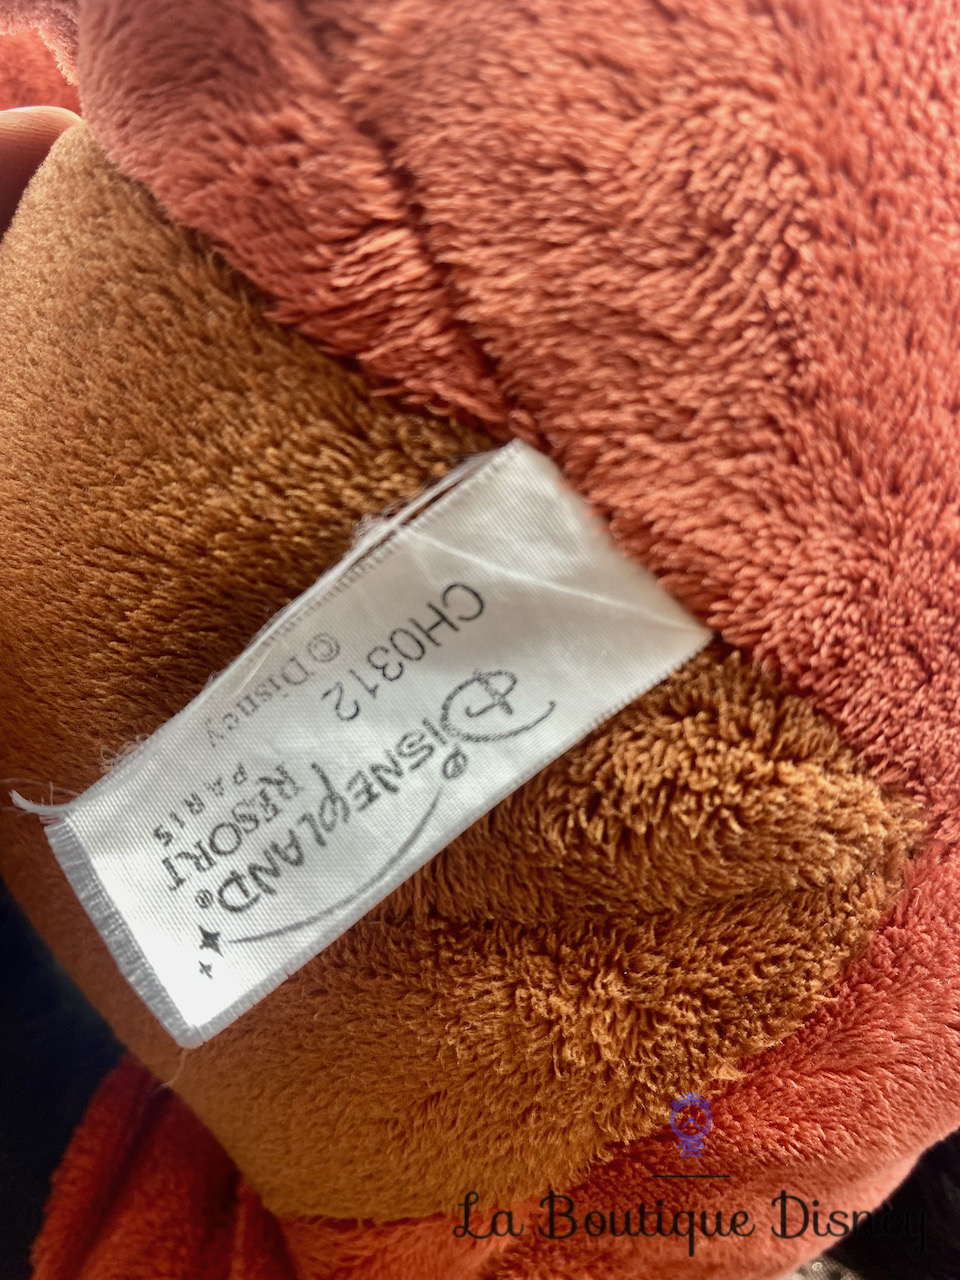 CH0312
© Disney
DISNEYLAND®
RESORT
PARIS
La Boutique Disney